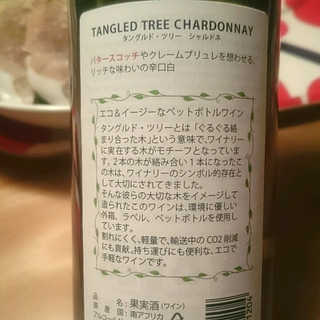 TANGLED TREE CHARDONNAY
タングルド・ツリー　シャルドネ
バタースコッチやクレームブリュレを想わせる、
リッチな味わいの辛口白
エコ&イージーなペットボトルワイン
タングルド・ツリーとは「ぐるぐる絡
まり合った木」という意味で、ワイナリー
に実在する木がモチーフとなっていま
す。2本の木が絡み合い1本になったこ
の木は、ワイナリーのシンボル的存在と
して大切にされてきました。
そんな彼らの大切な木をイメージして
造られたこのワインは、環境に優しい
外箱、ラベル、ペットボトルを使用して
います。
割れにくく、軽量で、輸送中のCO2削減
にも貢献。持ち運びにも便利な、エコで
手軽なワインです。
品名:果実酒(ワイン)
原産国:南アフリカ